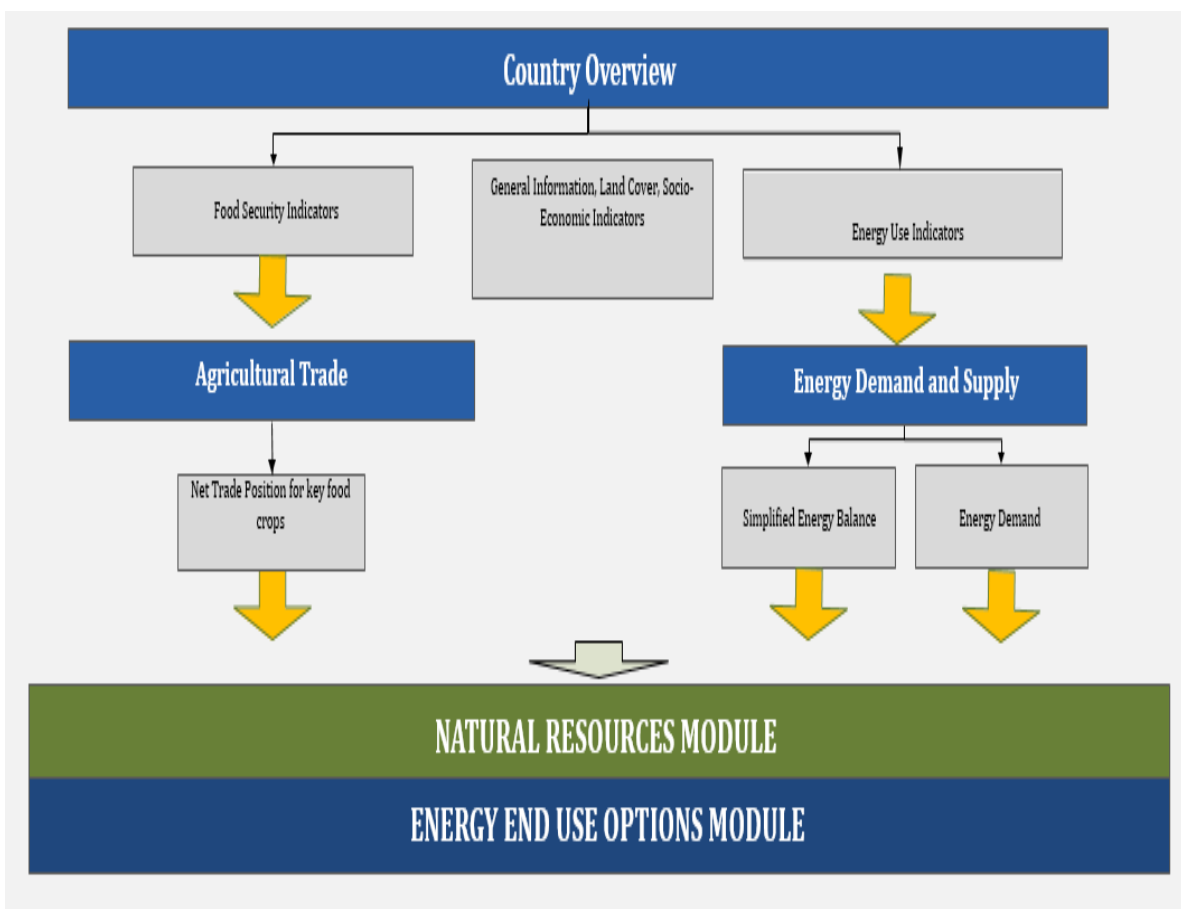 Country Overview
Food Security Indicators
General Information, Land Cover, Socio-
Economic Indicators
Energy Use Indicators
Agricultural Trade
Energy Demand and Supply
Net Trade Position for key food
crops
Simplified Energy Balance
Energy Demand
NATURAL RESOURCES MODULE
ENERGY END USE OPTIONS MODULE